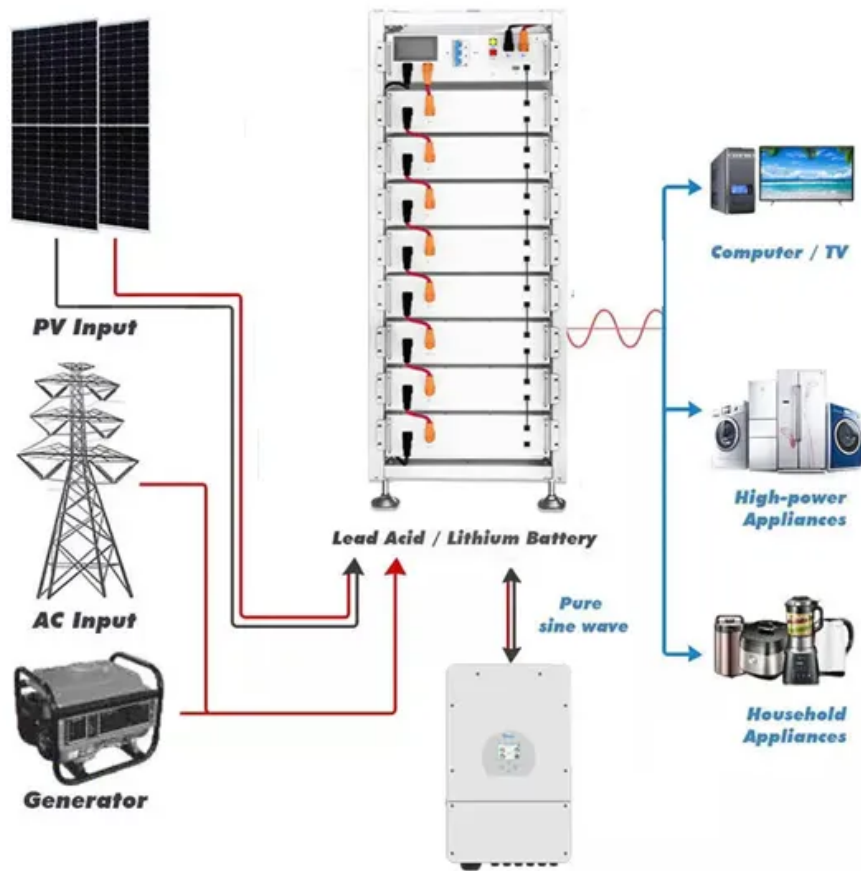 PV Input
AC Input
Generator
Lead Acid / Lithium Battery
Pure
sine wave
Computer / TV
High-power
Appliances
Household
Appliances